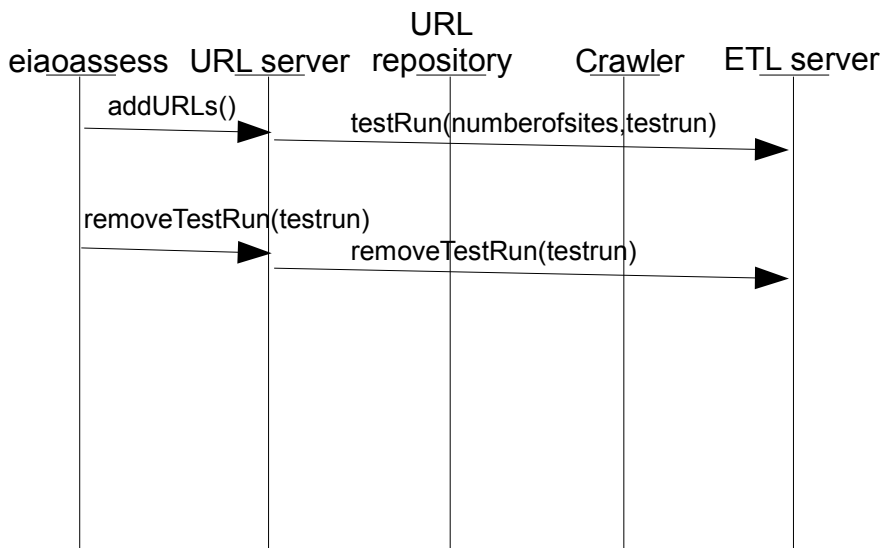 eiaoassess
URL server
URL
repository
Crawler
ETL server
addURLs()
testRun(numberofsites,testrun)
removeTestRun(testrun)
removeTestRun(testrun)